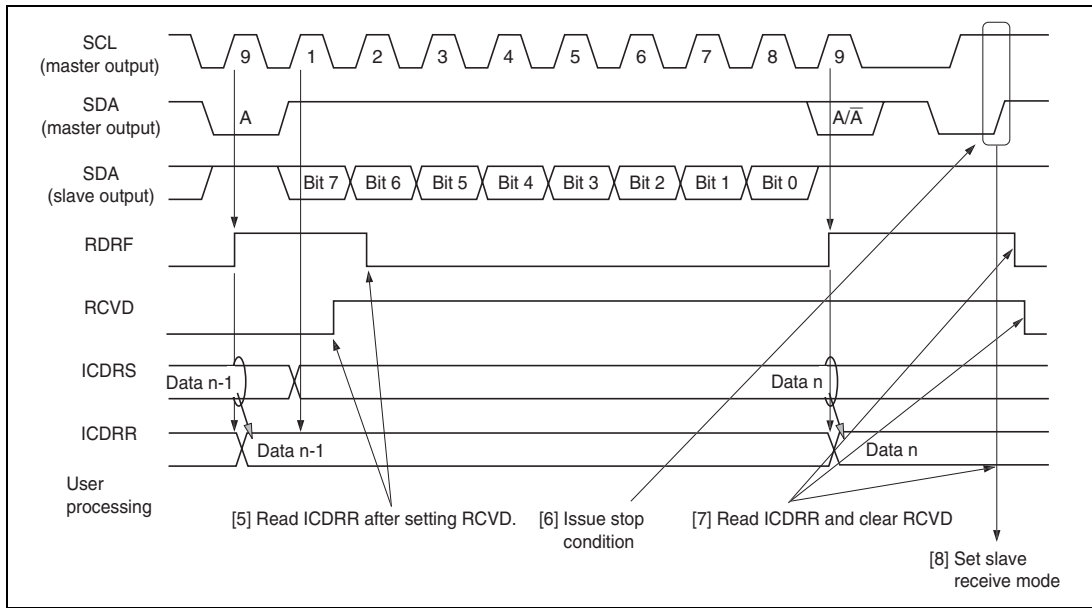 SCL
(master output)
9 1 2 3 4 5 6 7 8 9
SDA
(master output)
A A/A̅
SDA
(slave output)
Bit 7 Bit 6 Bit 5 Bit 4 Bit 3 Bit 2 Bit 1 Bit 0
RDRF
RCVD
ICDRS
Data n-1 Data n
ICDRR
Data n-1 Data n
User
processing
[5] Read ICDRR after setting RCVD.
[6] Issue stop
condition
[7] Read ICDRR and clear RCVD
[8] Set slave
receive mode